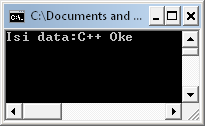 C:\Documents and ...
Isi data:C++ Oke